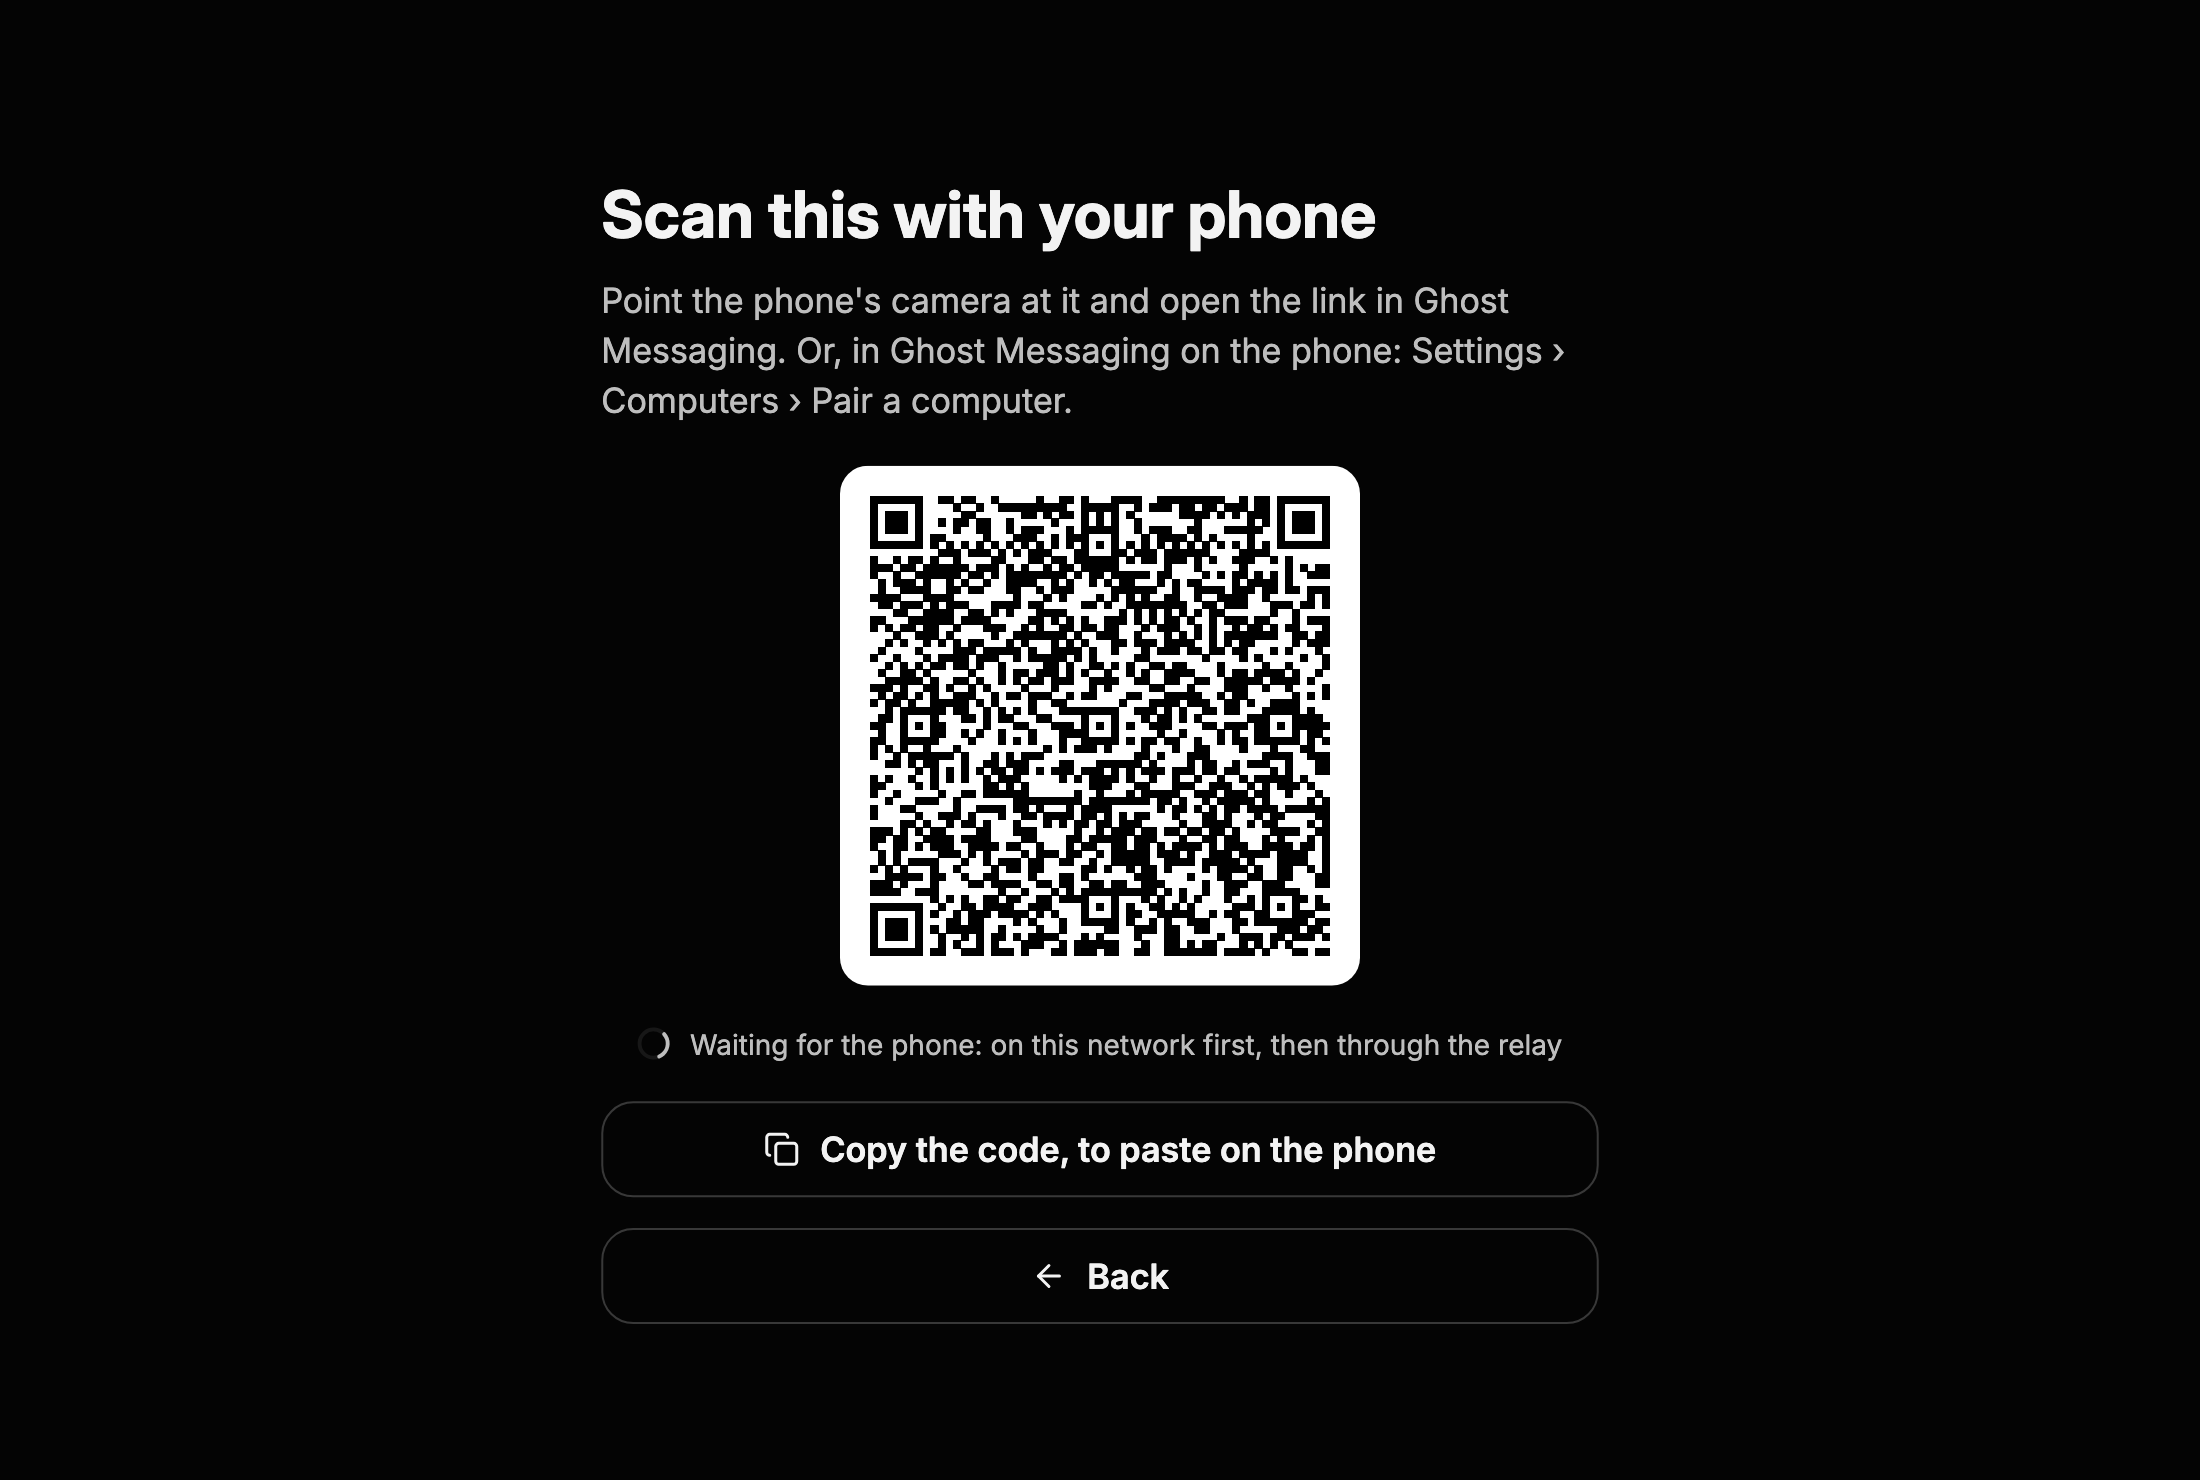 Scan this with your phone
Point the phone's camera at it and open the link in Ghost
Messaging. Or, in Ghost Messaging on the phone: Settings ›
Computers › Pair a computer.
Waiting for the phone: on this network first, then through the relay
Copy the code, to paste on the phone
Back